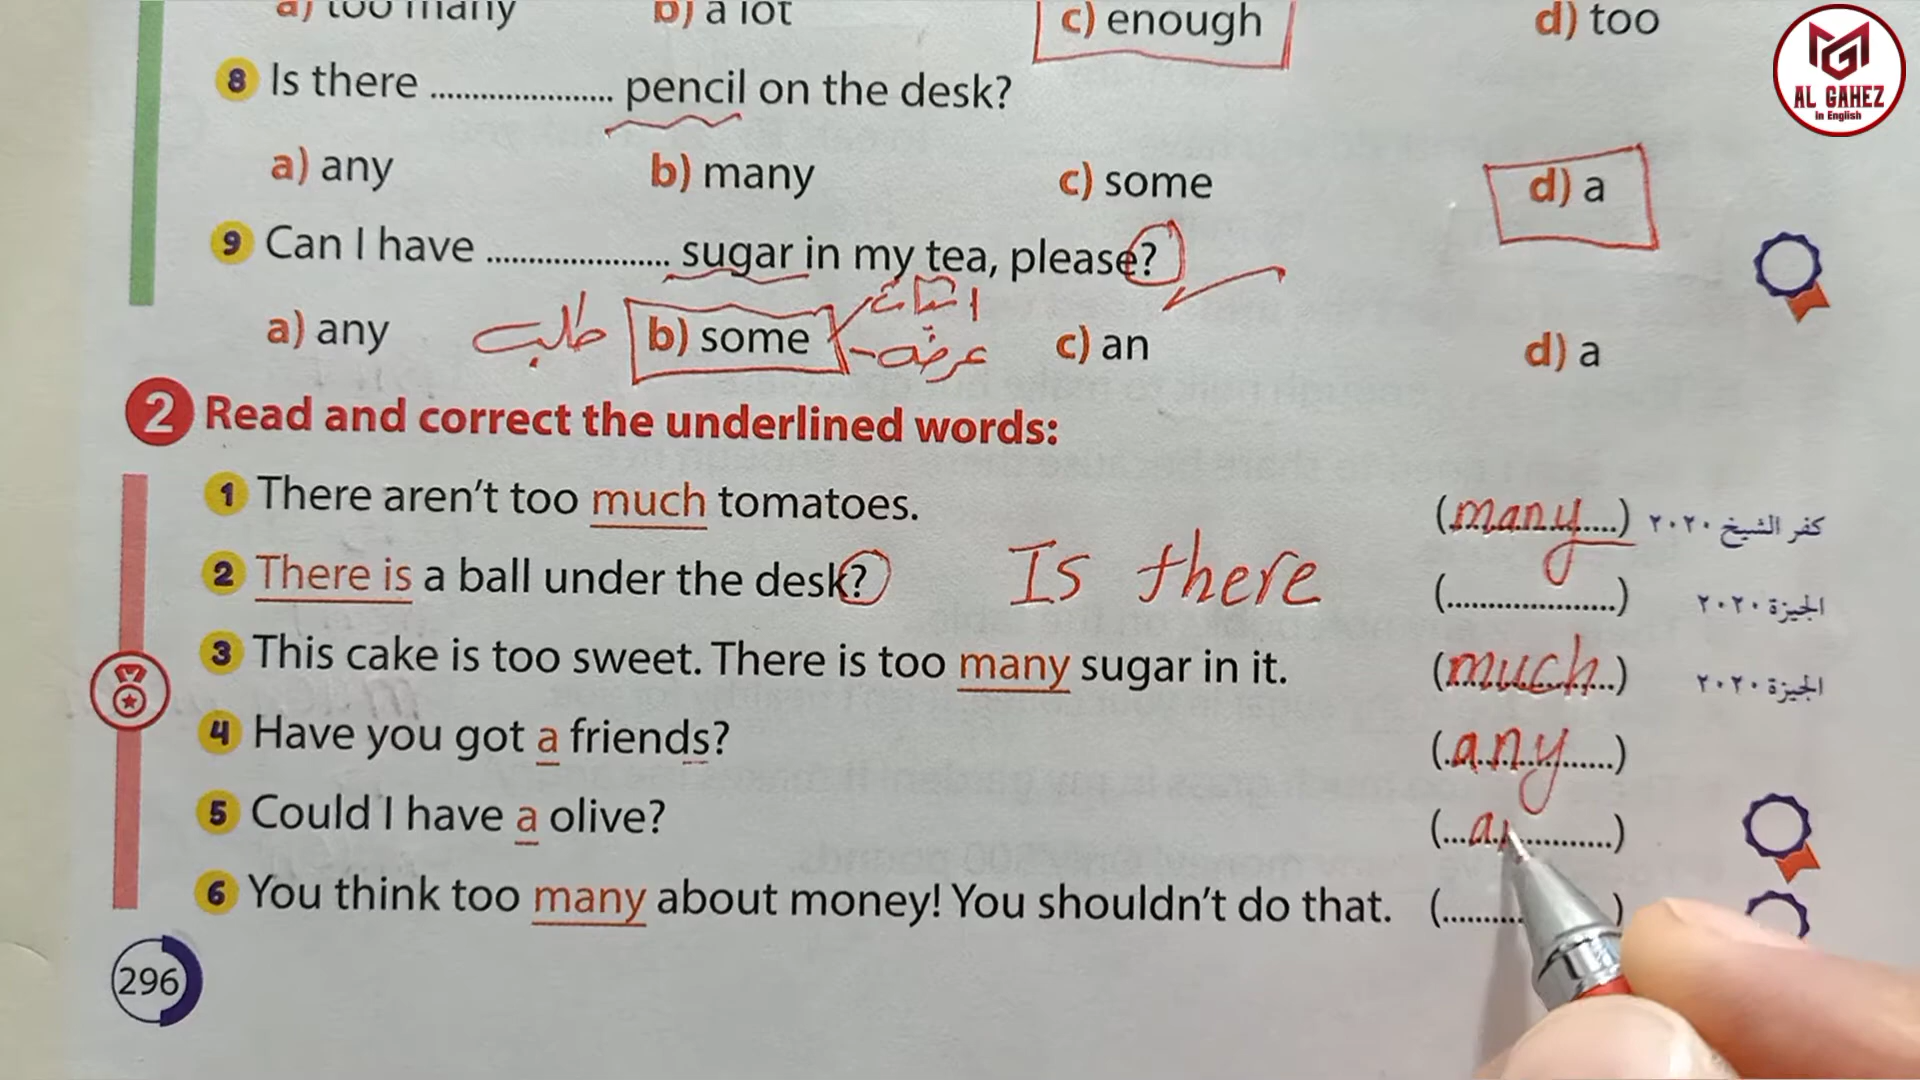 a) too many b) a lot c) enough d) too
8 Is there ...................... pencil on the desk?
a) any b) many c) some d) a
9 Can I have ...................... sugar in my tea, please?
اثبات
a) any طلب b) some عرض c) an d) a
2 Read and correct the underlined words:
1 There aren't too much tomatoes. (many) كفر الشيخ ٢٠٢٠
2 There is a ball under the desk? Is there (.....................) الجيزة ٢٠٢٠
3 This cake is too sweet. There is too many sugar in it. (much) الجيزة ٢٠٢٠
4 Have you got a friends? (any)
5 Could I have a olive? (...an............)
6 You think too many about money! You shouldn't do that. (..........)
296
MG
AL GAHEZ
in English